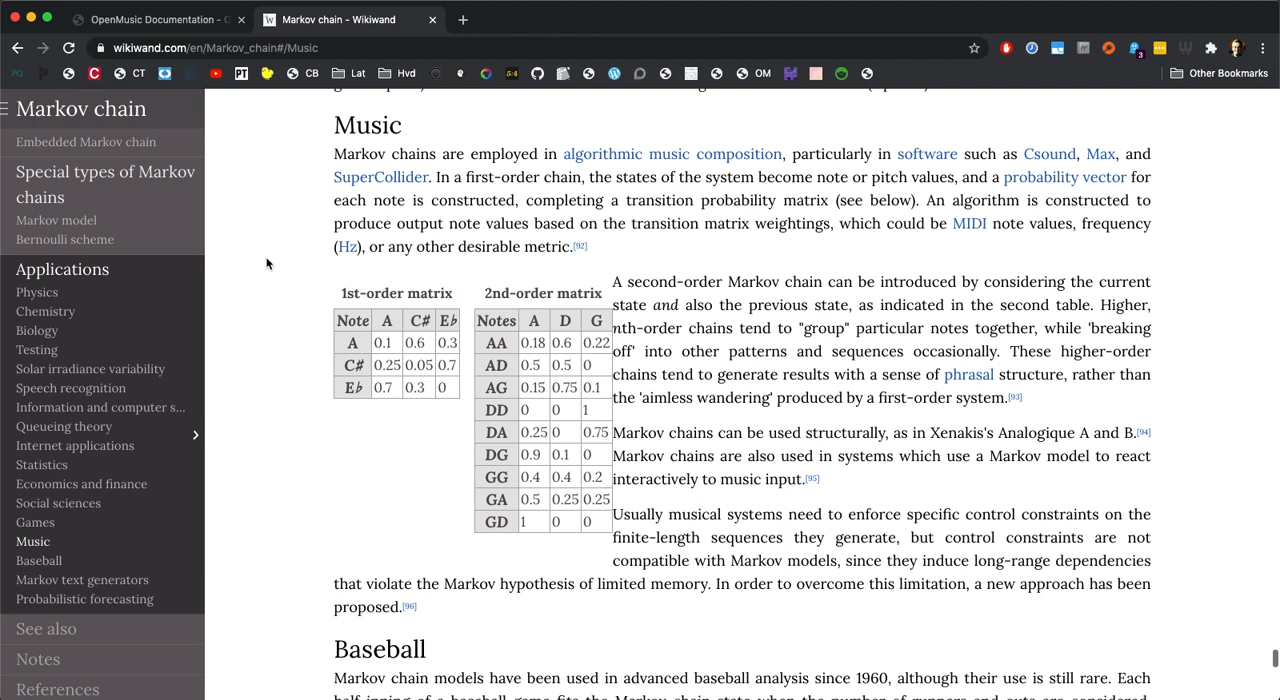 OpenMusic Documentation -
Markov chain - Wikiwand
wikiwand.com/en/Markov_chain#/Music
CT
PT
CB
Lat
Hvd
OM
Other Bookmarks
Markov chain
Embedded Markov chain
Special types of Markov
chains
Markov model
Bernoulli scheme
Applications
Physics
Chemistry
Biology
Testing
Solar irradiance variability
Speech recognition
Information and computer s...
Queueing theory
Internet applications
Statistics
Economics and finance
Social sciences
Games
Music
Baseball
Markov text generators
Probabilistic forecasting
See also
Notes
References
Music
Markov chains are employed in algorithmic music composition, particularly in software such as Csound, Max, and
SuperCollider. In a first-order chain, the states of the system become note or pitch values, and a probability vector for
each note is constructed, completing a transition probability matrix (see below). An algorithm is constructed to
produce output note values based on the transition matrix weightings, which could be MIDI note values, frequency
(Hz), or any other desirable metric.[92]
1st-order matrix
Note A C# E♭
A 0.1 0.6 0.3
C# 0.25 0.05 0.7
E♭ 0.7 0.3 0
2nd-order matrix
Notes A D G
AA 0.18 0.6 0.22
AD 0.5 0.5 0
AG 0.15 0.75 0.1
DD 0 0 1
DA 0.25 0 0.75
DG 0.9 0.1 0
GG 0.4 0.4 0.2
GA 0.5 0.25 0.25
GD 1 0 0
A second-order Markov chain can be introduced by considering the current
state and also the previous state, as indicated in the second table. Higher,
nth-order chains tend to "group" particular notes together, while 'breaking
off' into other patterns and sequences occasionally. These higher-order
chains tend to generate results with a sense of phrasal structure, rather than
the 'aimless wandering' produced by a first-order system.[93]
Markov chains can be used structurally, as in Xenakis's Analogique A and B.[94]
Markov chains are also used in systems which use a Markov model to react
interactively to music input.[95]
Usually musical systems need to enforce specific control constraints on the
finite-length sequences they generate, but control constraints are not
compatible with Markov models, since they induce long-range dependencies
that violate the Markov hypothesis of limited memory. In order to overcome this limitation, a new approach has been
proposed.[96]
Baseball
Markov chain models have been used in advanced baseball analysis since 1960, although their use is still rare. Each
half-inning of a baseball game fits the Markov chain state when the number of runners and outs are considered.